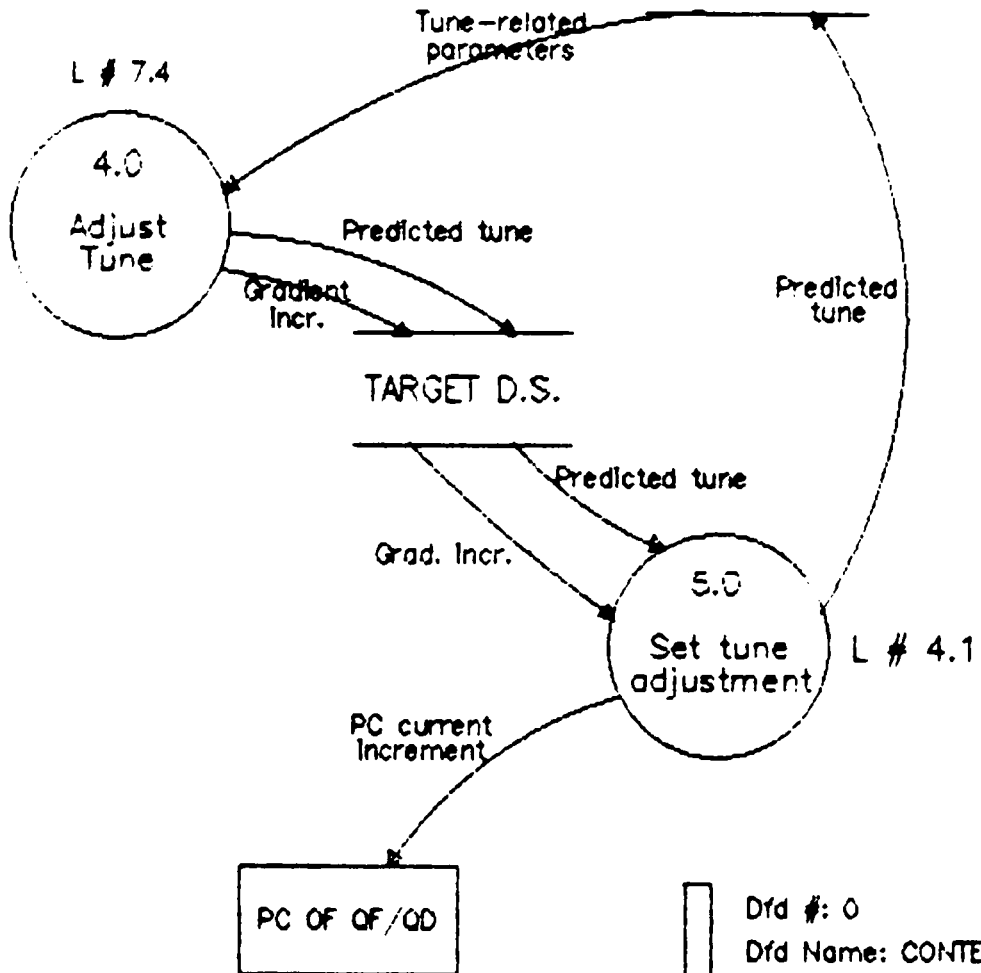 Tune-related
parameters
L # 7.4
4.0
Adjust
Tune
Predicted tune
Gradient
incr.
Predicted
tune
TARGET D.S.
Predicted tune
Grad. incr.
5.0
Set tune
adjustment
L # 4.1
PC current
increment
PC OF QF/QD
Dfd #: 0
Dfd Name: CONTE